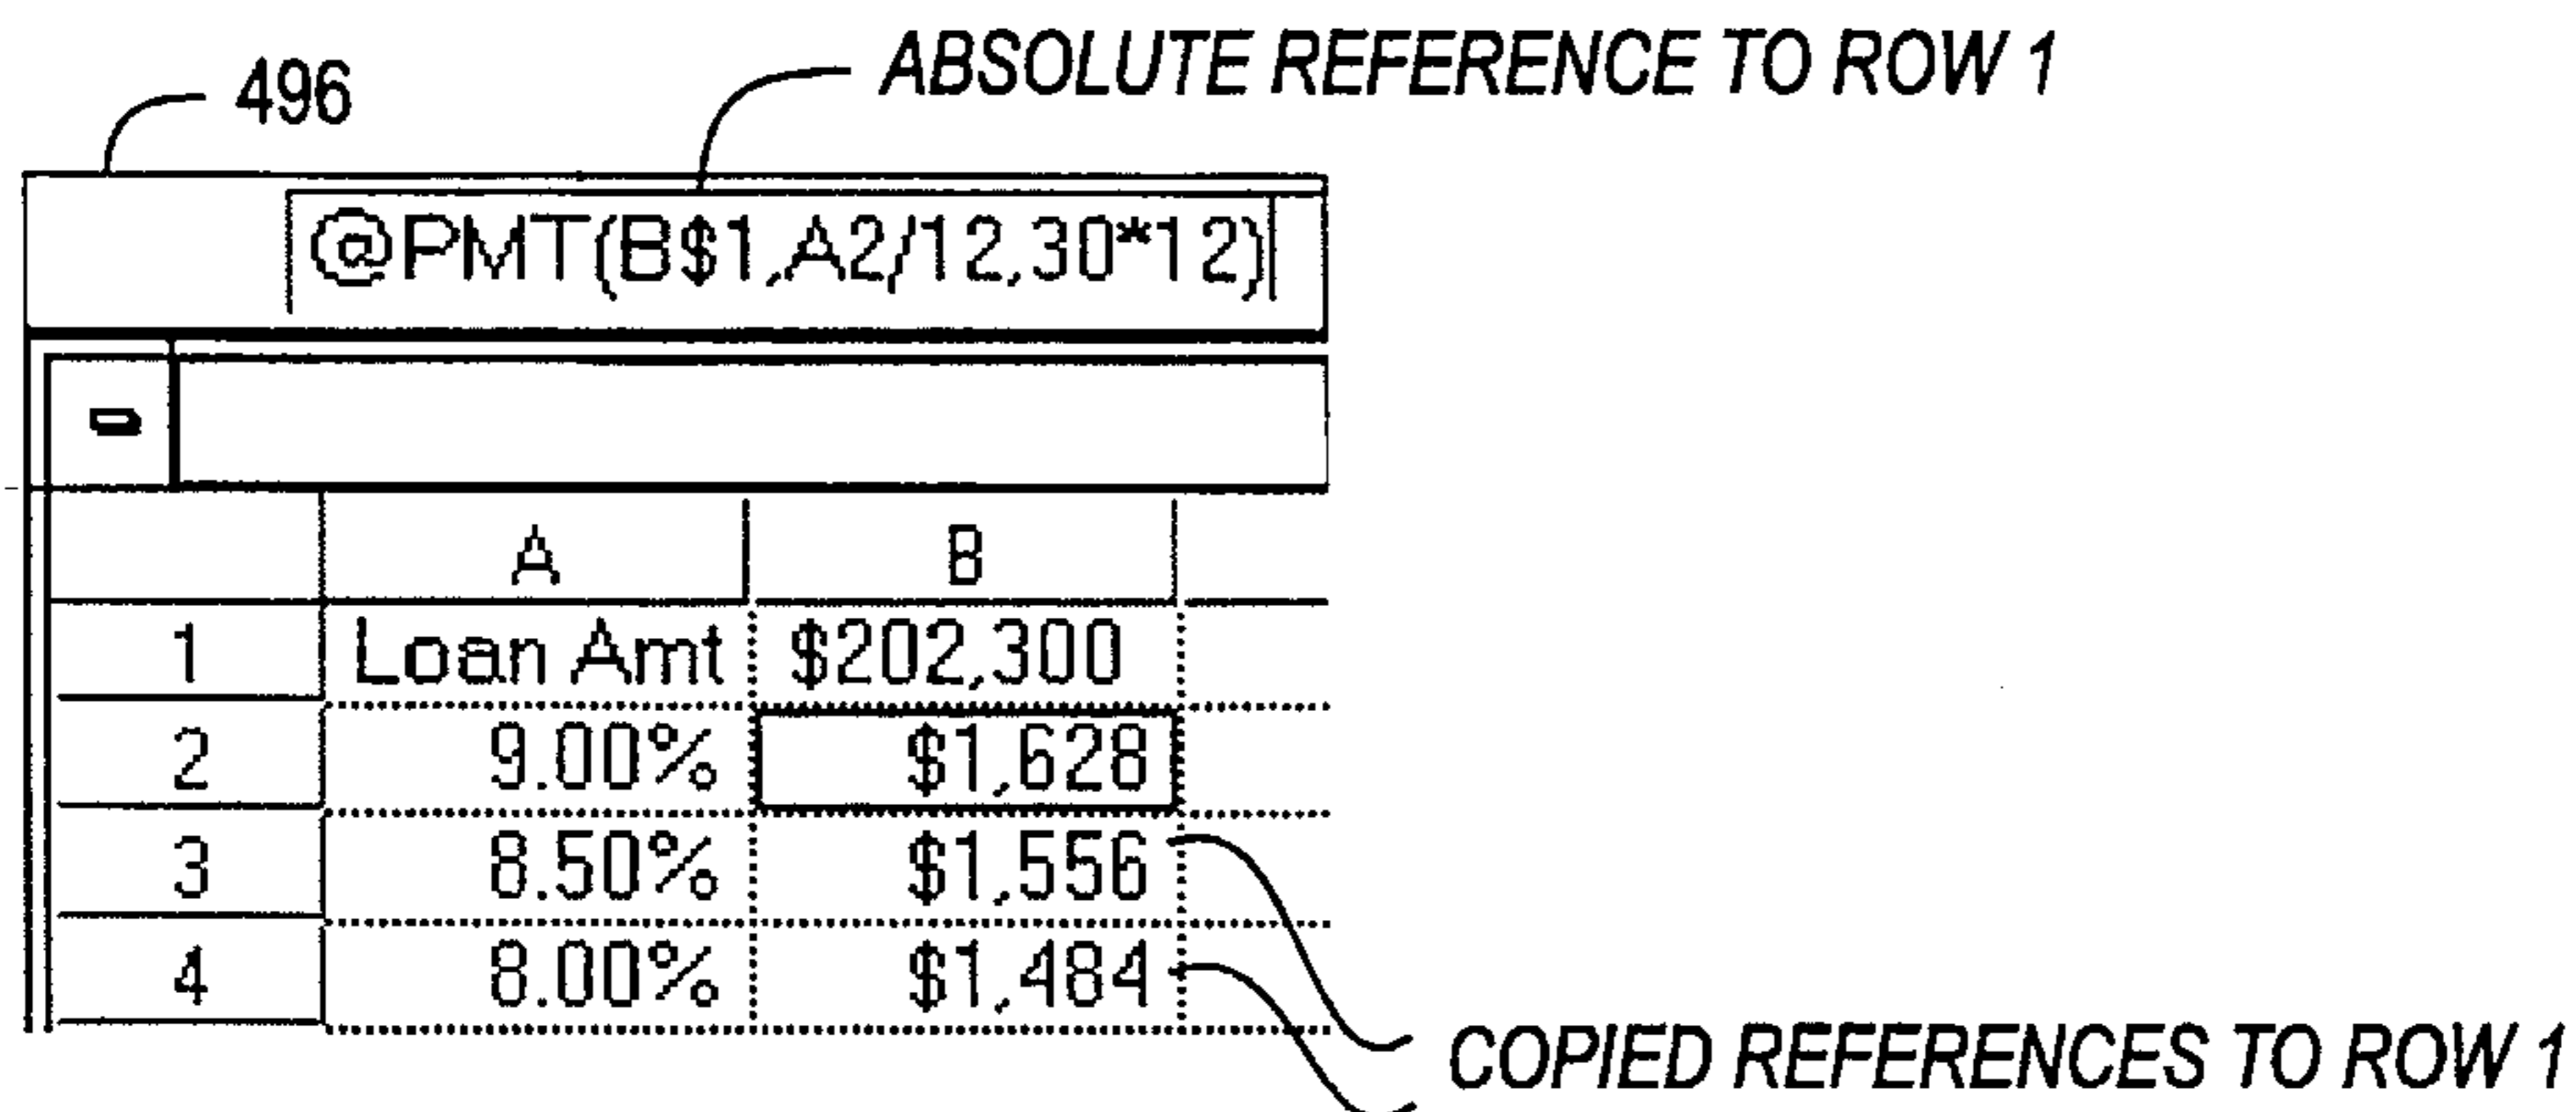 496
ABSOLUTE REFERENCE TO ROW 1
@PMT(B$1,A2/12,30*12)
A B
1 Loan Amt $202,300
2 9.00% $1,628
3 8.50% $1,556
4 8.00% $1,484
COPIED REFERENCES TO ROW 1